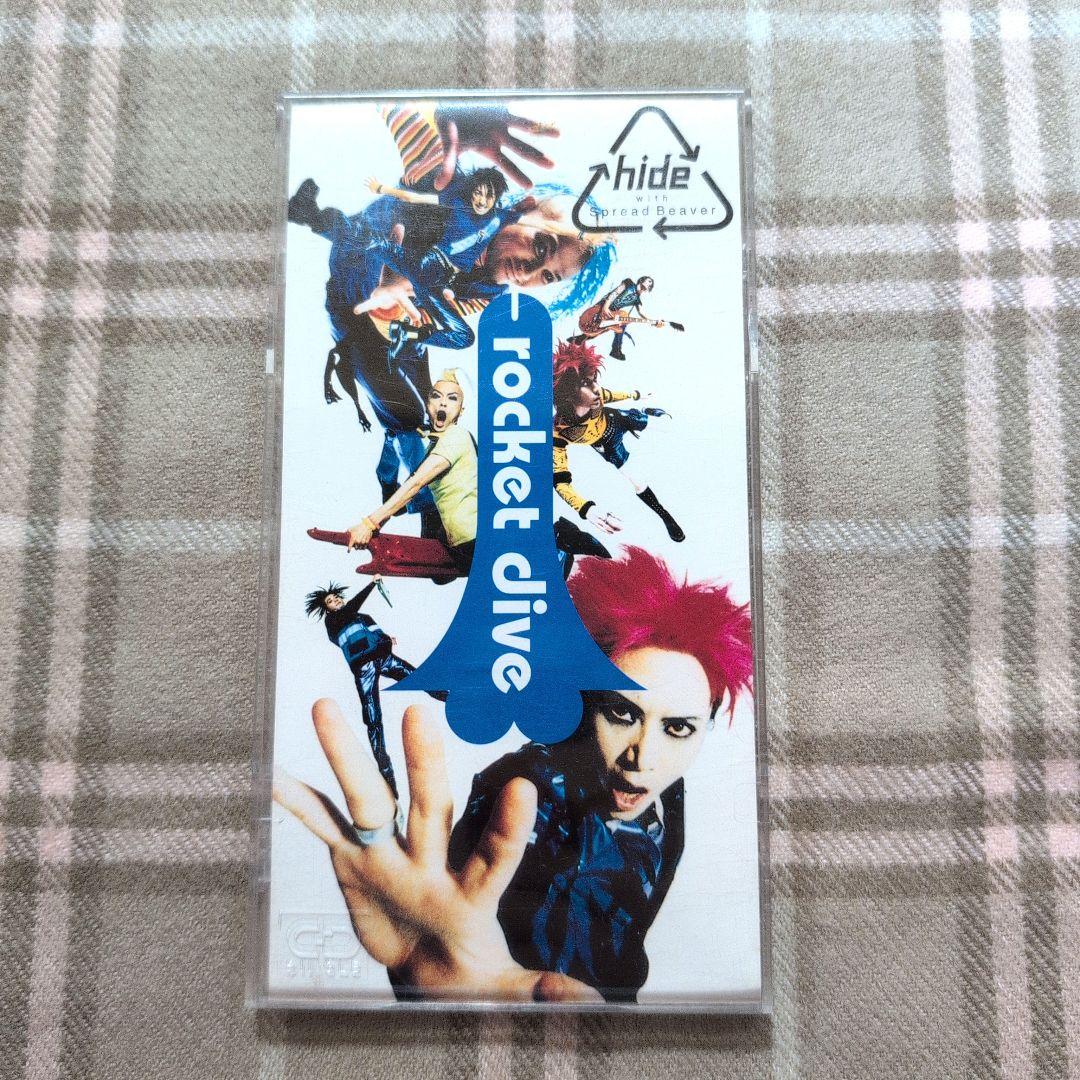 hide
with
Spread Beaver
rocket dive
CD
SINGLE